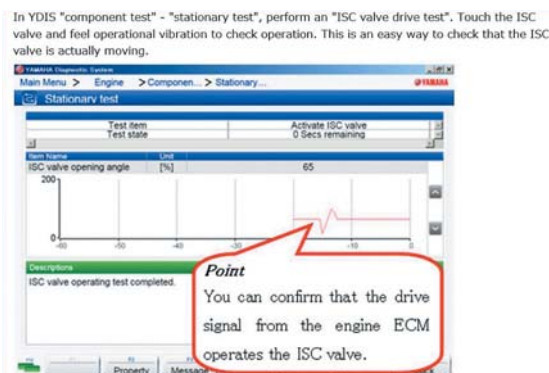 In YDIS "component test" - "stationary test", perform an "ISC valve drive test". Touch the ISC
valve and feel operational vibration to check operation. This is an easy way to check that the ISC
valve is actually moving.
YAMAHA Diagnostic System
Main Menu > Engine > Componen... > Stationary...
YAMAHA
Stationary test
Test item Activate ISC valve
Test state 0 Secs remaining
Item Name Unit
ISC valve opening angle [%] 65
200
0
-60 -50 -40 -30 -10 0
Descriptions
ISC valve operating test completed.
Point
You can confirm that the drive
signal from the engine ECM
operates the ISC valve.
Property Message